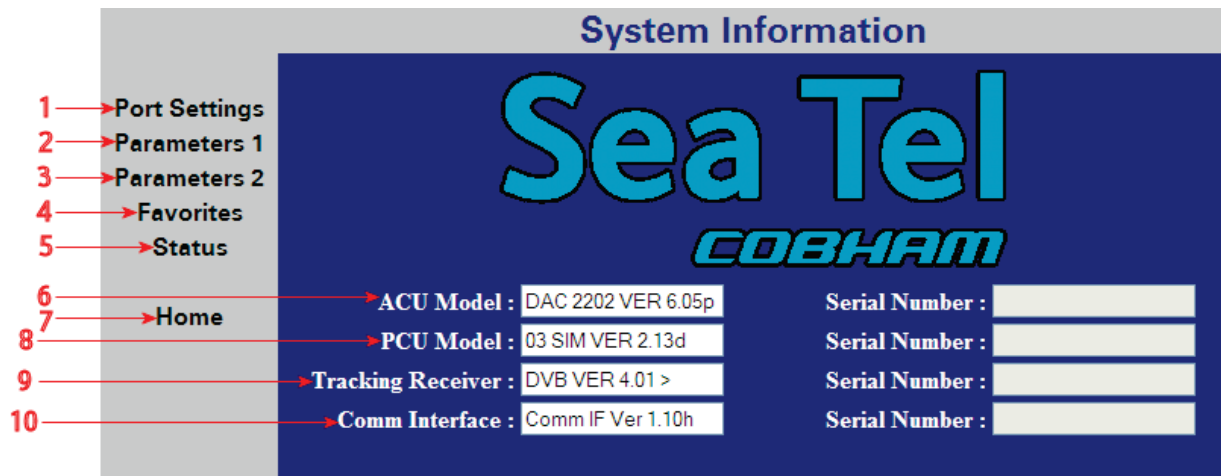 System Information
Sea Tel
COBHAM
1 Port Settings
2 Parameters 1
3 Parameters 2
4 Favorites
5 Status
6 ACU Model : DAC 2202 VER 6.05p Serial Number :
7 Home
8 PCU Model : 03 SIM VER 2.13d Serial Number :
9 Tracking Receiver : DVB VER 4.01 > Serial Number :
10 Comm Interface : Comm IF Ver 1.10h Serial Number :